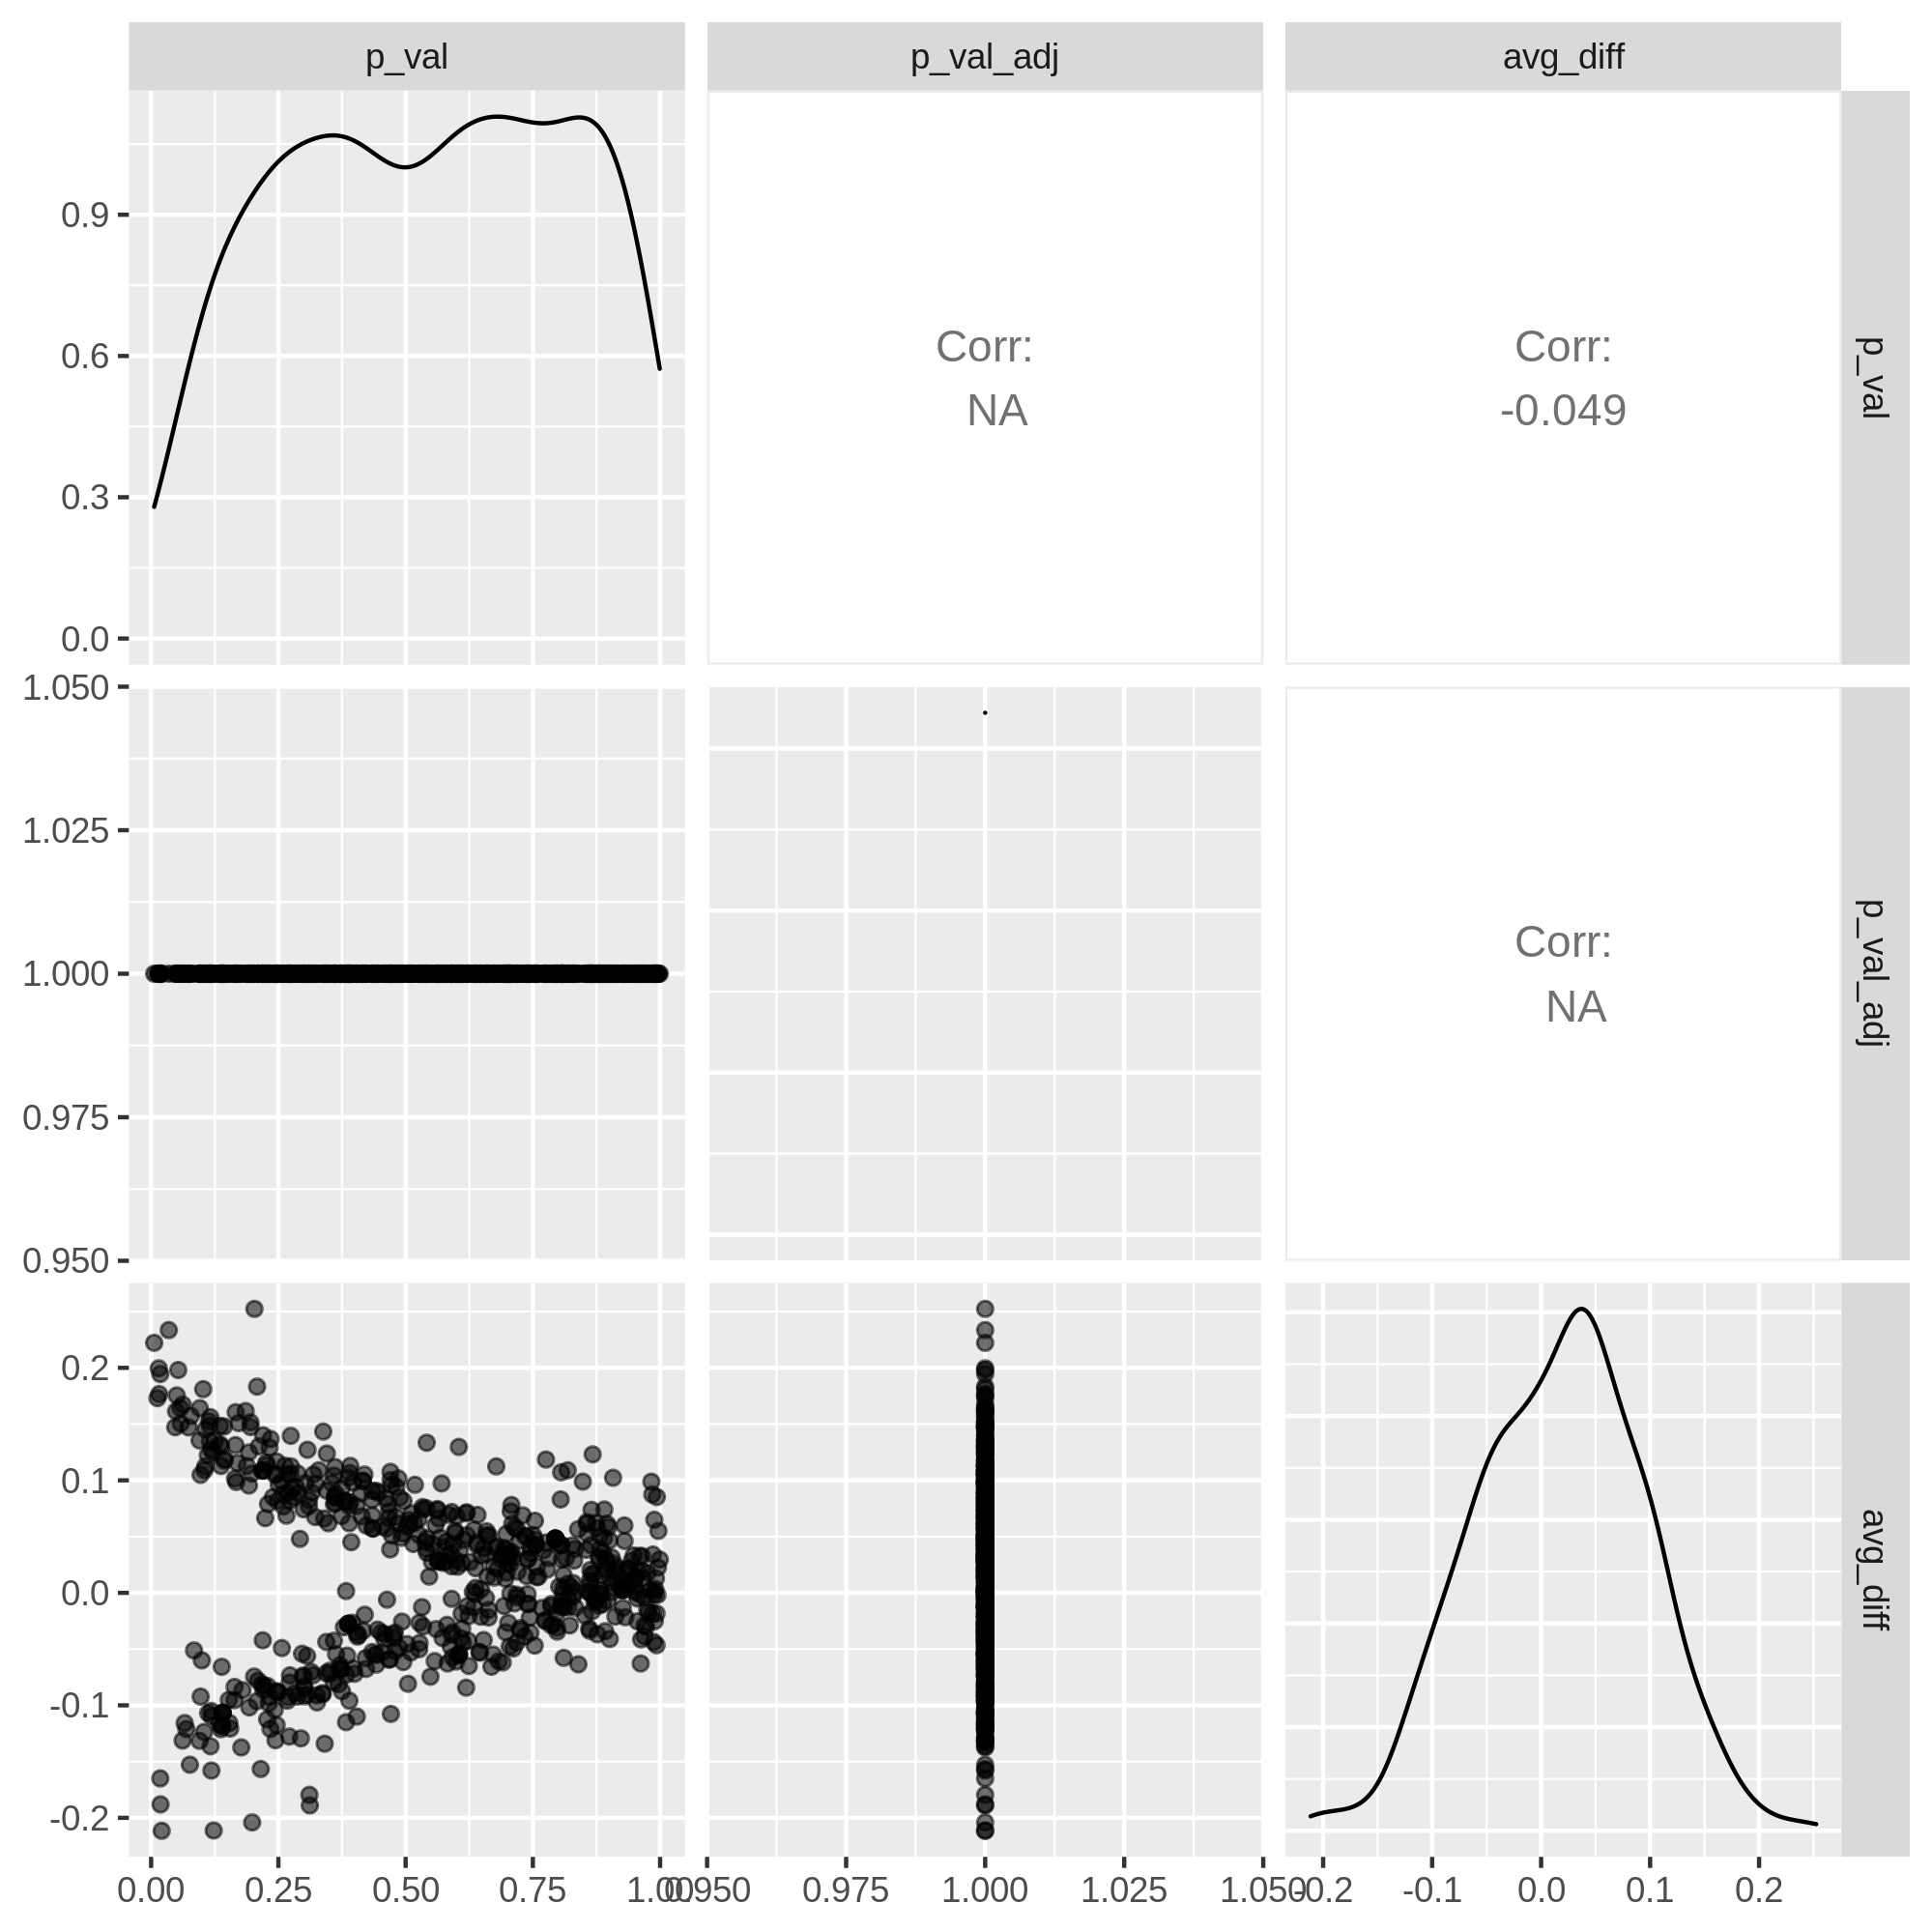 p_val
p_val_adj
avg_diff
0.9
0.6
0.3
0.0
Corr:
NA
Corr:
-0.049
p_val
1.050
1.025
1.000
0.975
0.950
Corr:
NA
p_val_adj
0.2
0.1
0.0
-0.1
-0.2
avg_diff
0.00 0.25 0.50 0.75 1.00
0.950 0.975 1.000 1.025 1.050
-0.2 -0.1 0.0 0.1 0.2